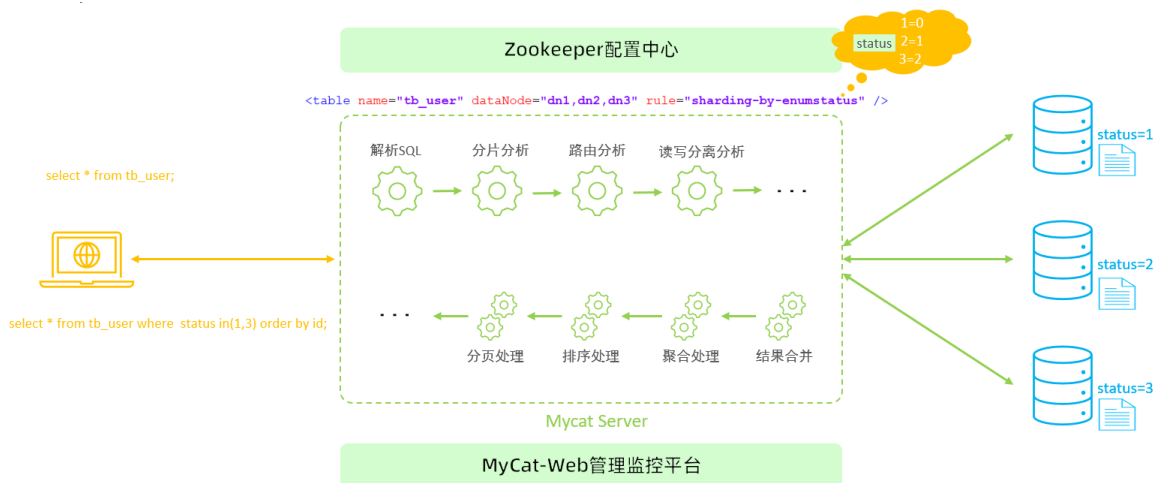 Zookeeper配置中心
status
1=0
2=1
3=2
<table name="tb_user" dataNode="dn1,dn2,dn3" rule="sharding-by-enumstatus" />
解析SQL
分片分析
路由分析
读写分离分析
...
select * from tb_user;
select * from tb_user where status in(1,3) order by id;
...
分页处理
排序处理
聚合处理
结果合并
status=1
status=2
status=3
Mycat Server
MyCat-Web管理监控平台